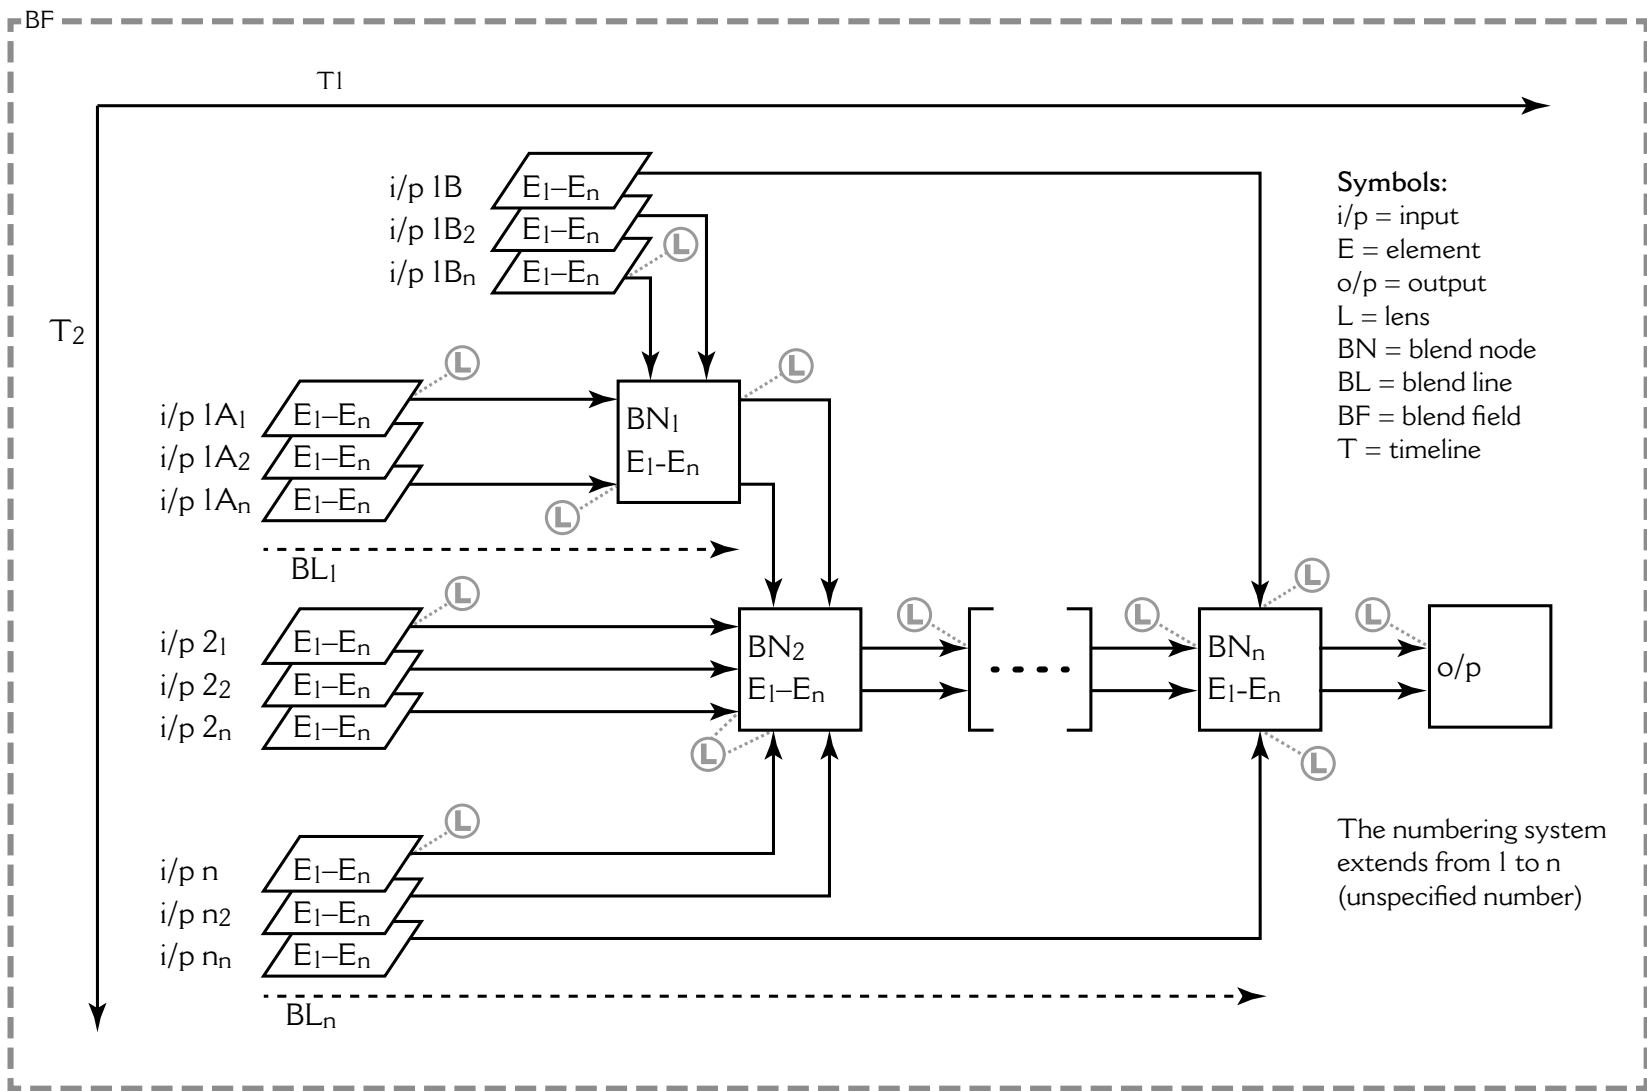 BF
T1
T2
i/p 1B E1–En
i/p 1B2 E1–En
i/p 1Bn E1–En
L
Symbols:
i/p = input
E = element
o/p = output
L = lens
BN = blend node
BL = blend line
BF = blend field
T = timeline
L
L
i/p 1A1 E1–En
i/p 1A2 E1–En
i/p 1An E1–En
BN1
E1-En
L
BL1
L
L
L
L
L
i/p 21 E1–En
i/p 22 E1–En
i/p 2n E1–En
BN2
E1–En
BNn
E1-En
o/p
L
L
L
i/p n E1–En
i/p n2 E1–En
i/p nn E1–En
BLn
The numbering system
extends from 1 to n
(unspecified number)